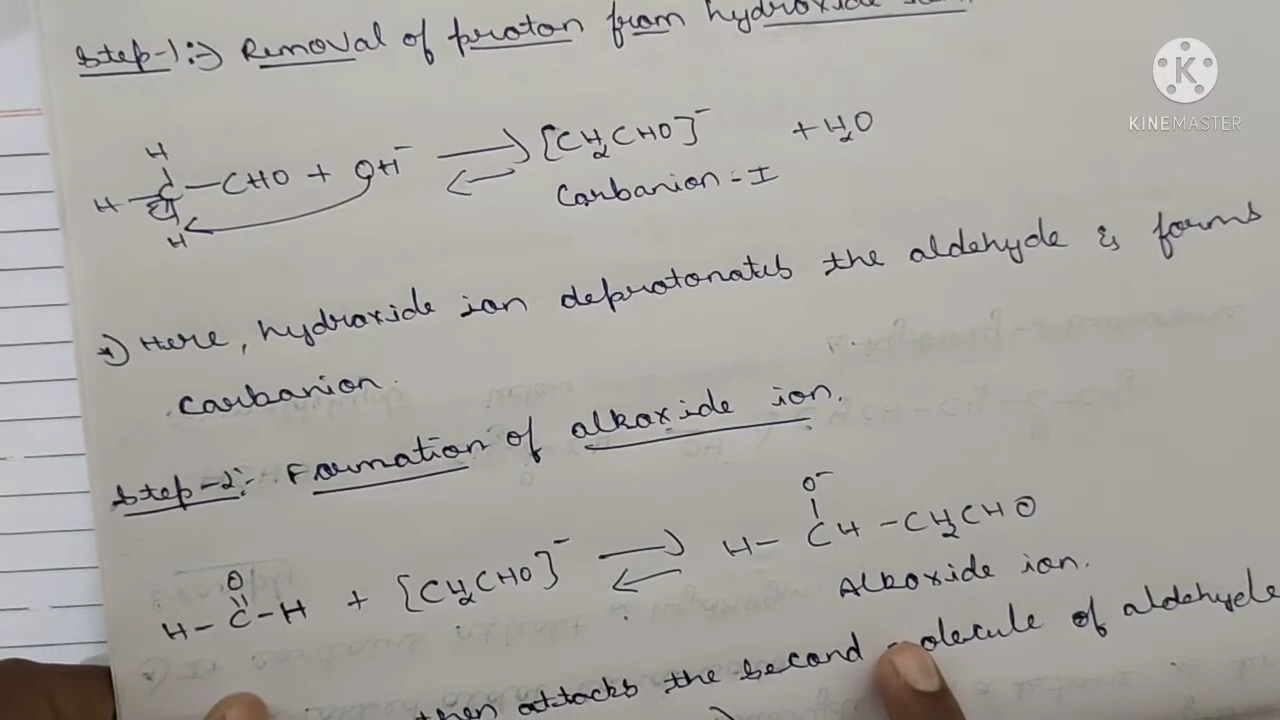 Step-1:-) Removal of proton from hydroxide ion.
KINEMASTER
H
H-C-CHO + OH⁻ ⇌ [CH₂CHO]⁻ + H₂O
H
Carbanion-I
*) Here, hydroxide ion deprotonates the aldehyde & forms
carbanion.
Step-2:- Formation of alkoxide ion.
O O⁻
H-C-H + [CH₂CHO]⁻ ⇌ H-CH-CH₂CHO
Alkoxide ion.
then attacks the second molecule of aldehyde